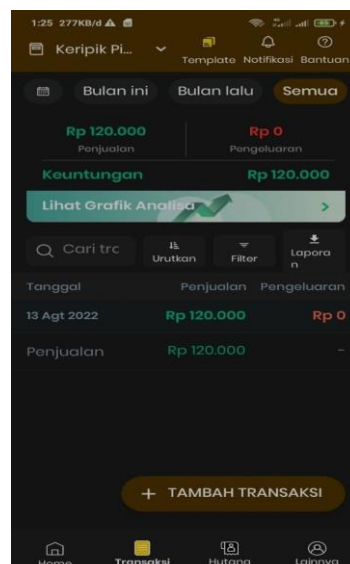 1:25 277KB/d
Keripik Pi...
Template Notifikasi Bantuan
Bulan ini Bulan lalu Semua
Rp 120.000 Rp 0
Penjualan Pengeluaran
Keuntungan Rp 120.000
Lihat Grafik Analisa
Cari trc Urutkan Filter Lapora
n
Tanggal Penjualan Pengeluaran
13 Agt 2022 Rp 120.000 Rp 0
Penjualan Rp 120.000 –
+ TAMBAH TRANSAKSI
Home Transaksi Hutang Lainnya